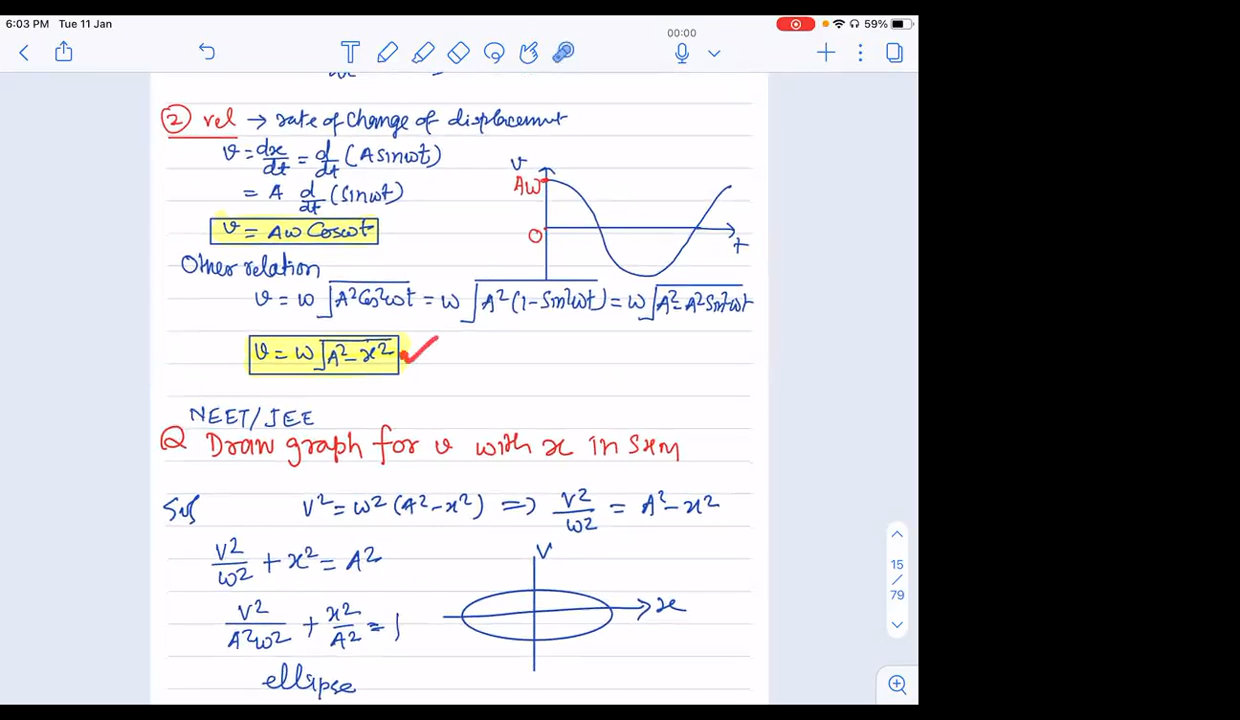 6:03 PM Tue 11 Jan
59%
00:00
T
② vel → rate of change of displacement
v = dx/dt = d/dt (A sinωt)
= A d/dt (sinωt)
v = Aω Cosωt
v
Aω
O
t
Other relation
v = ω √(A²Cos²ωt) = ω √(A²(1-Sin²ωt)) = ω √(A²-A²Sin²ωt)
v = ω √(A²-x²)
NEET/JEE
Q Draw graph for v with x in SHM
Sol
V² = ω² (A²-x²) ⇒ V²/ω² = A²-x²
V²/ω² + x² = A²
V
x
V²/A²ω² + x²/A² = 1
ellipse
15
/
79